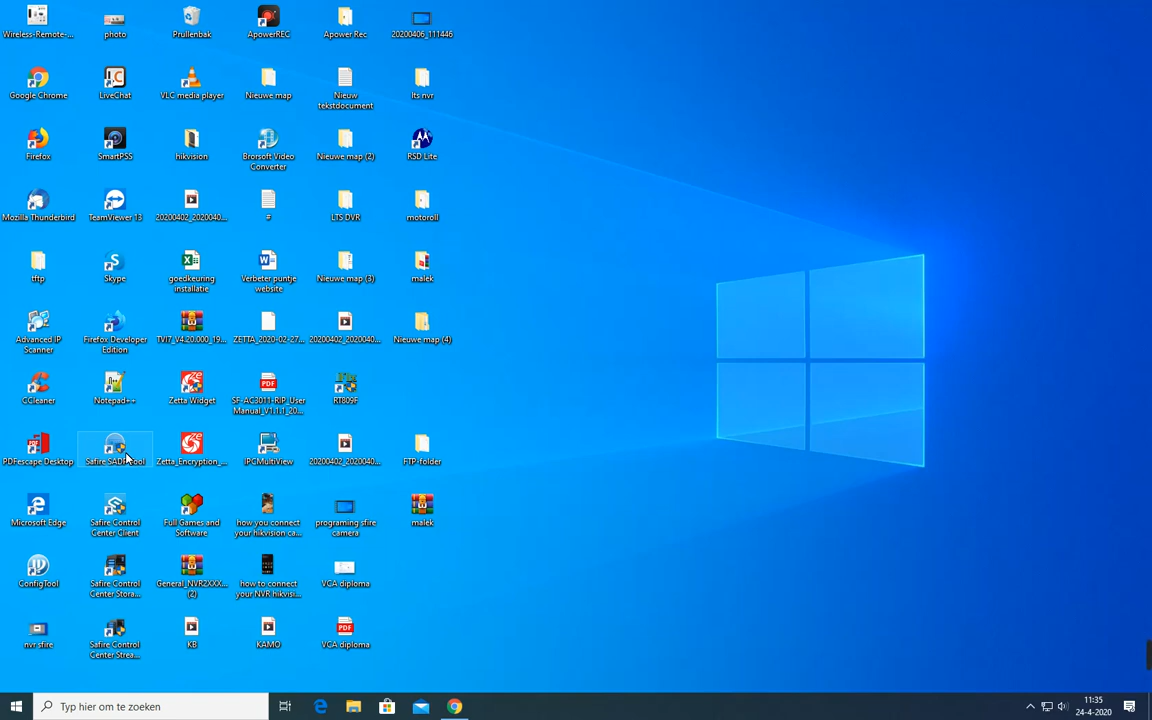 Wireless-Remote-...
photo
Prullenbak
ApowerREC
Apower Rec
20200406_111446
Google Chrome
LiveChat
VLC media player
Nieuwe map
Nieuw
tekstdocument
lts nvr
Firefox
SmartPSS
hikvision
Brorsoft Video
Converter
Nieuwe map (2)
RSD Lite
Mozilla Thunderbird
TeamViewer 13
20200402_2020040...
#
LTS DVR
motoroll
tftp
Skype
goedkeuring
installatie
Verbeter puntje
website
Nieuwe map (3)
malek
Advanced IP
Scanner
Firefox Developer
Edition
TVI7_V4.20.000_19...
ZETTA_2020-02-27...
20200402_2020040...
Nieuwe map (4)
CCleaner
Notepad++
Zetta Widget
SF-AC3011-RIP_User
Manual_V1.1.1_20...
RT809F
PDFescape Desktop
Safire SADP Tool
Zetta_Encryption_...
IPCMultiView
20200402_2020040...
FTP-folder
Microsoft Edge
Safire Control
Center Client
Full Games and
Software
how you connect
your hikvision ca...
programing sfire
camera
malek
ConfigTool
Safire Control
Center Stora...
General_NVR2XXX...
(2)
how to connect
your NVR hikvisi...
VCA diploma
nvr sfire
Safire Control
Center Strea...
KB
KAMO
VCA diploma
Typ hier om te zoeken
11:35
24-4-2020